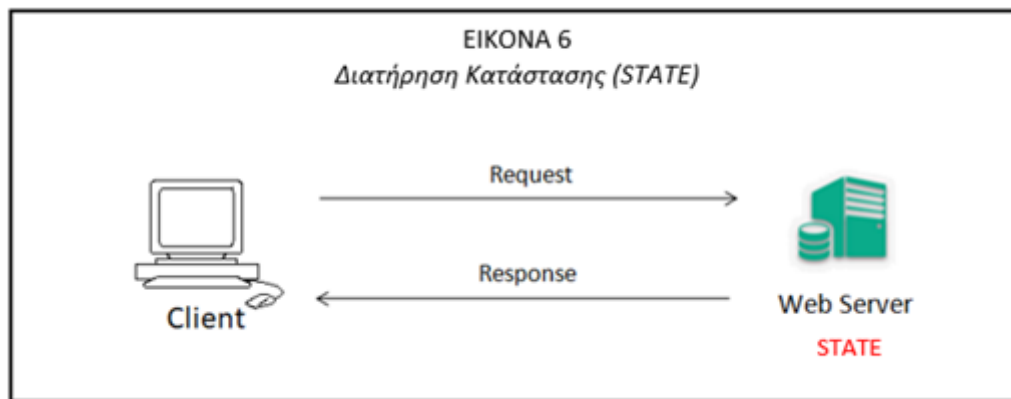 ΕΙΚΟΝΑ 6
Διατήρηση Κατάστασης (STATE)
Request
Response
Client
Web Server
STATE